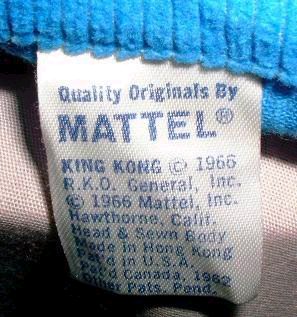 Quality Originals By
MATTEL®
KING KONG © 1966
R.K.O. General, Inc.
© 1966 Mattel, Inc.
Hawthorne, Calif.
Head & Sewn Body
Made in Hong Kong
Pat'd in U.S.A.
Pat'd Canada, 1962
Other Pats. Pend.